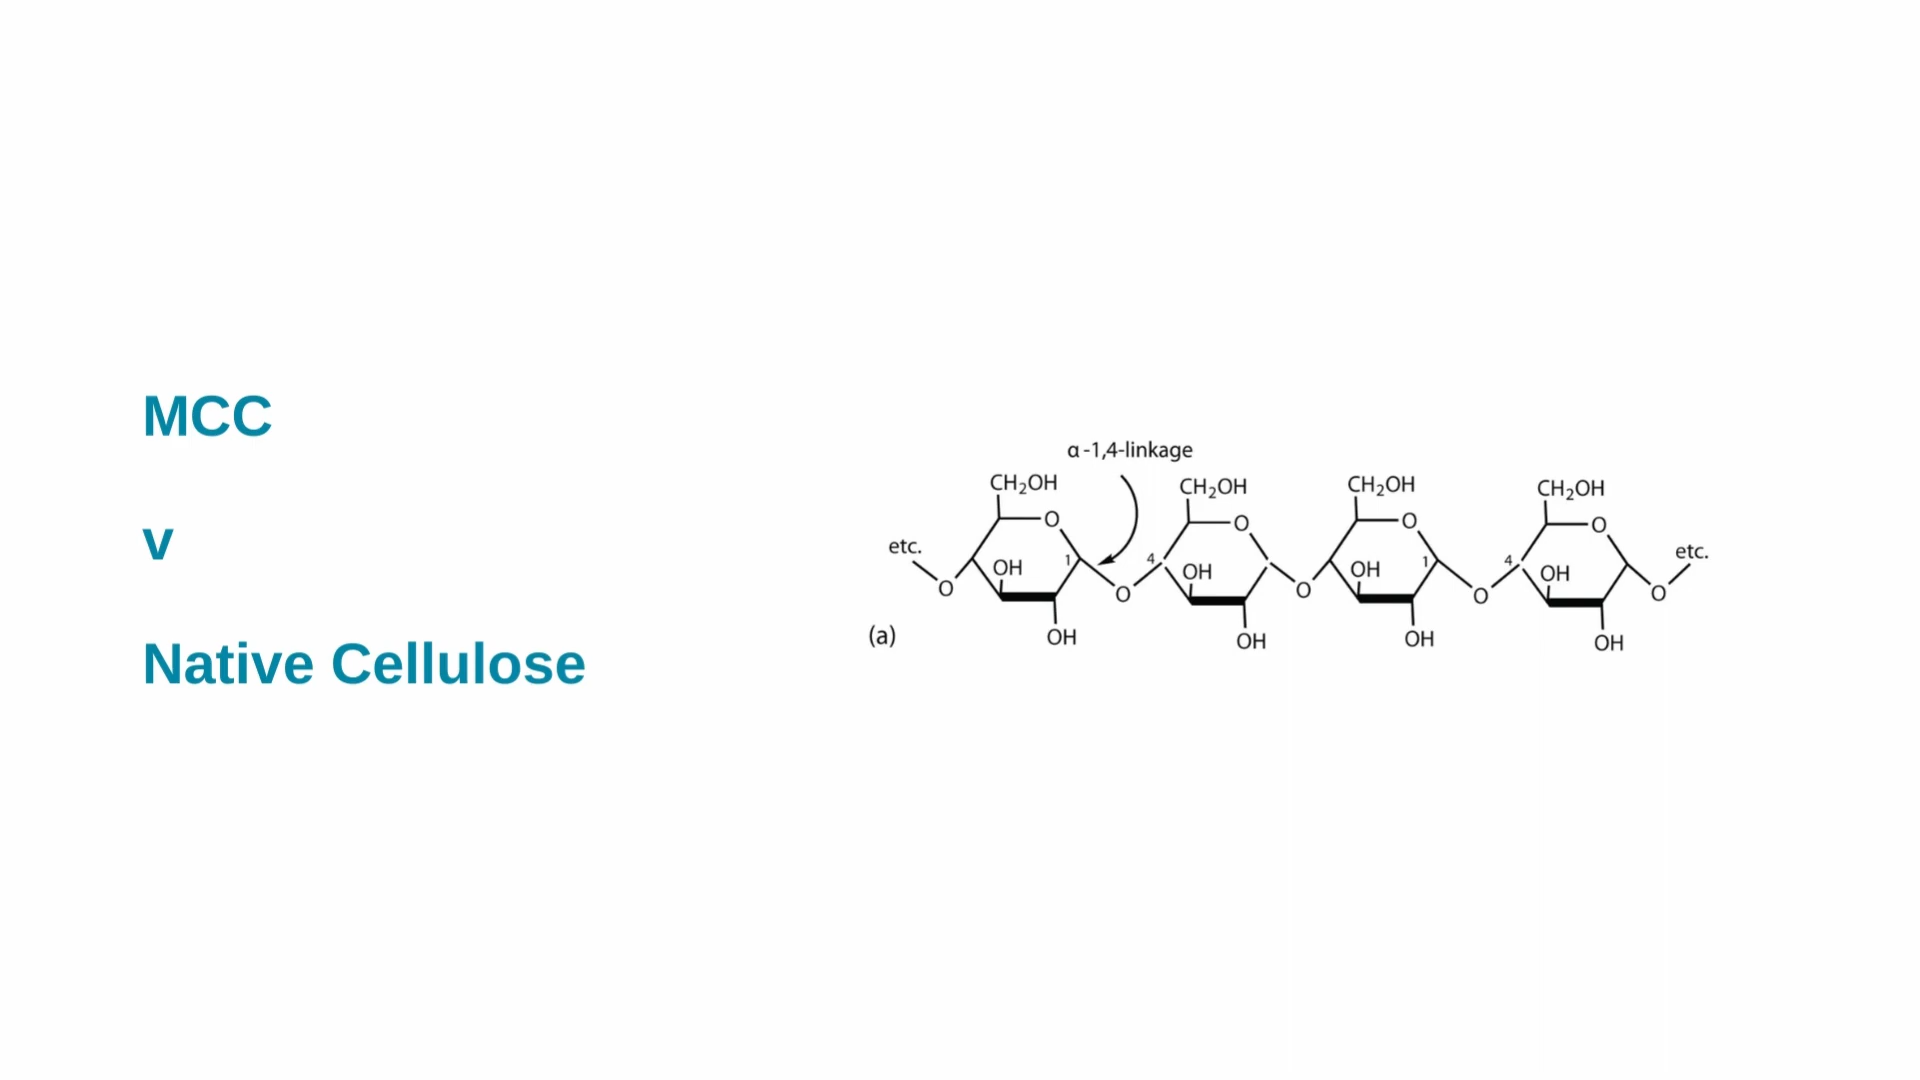 MCC
v
Native Cellulose
α-1,4-linkage
CH₂OH CH₂OH CH₂OH CH₂OH
O O O O
etc. etc.
1 4 1 4
OH OH OH OH
O O O O O
(a)
OH OH OH OH